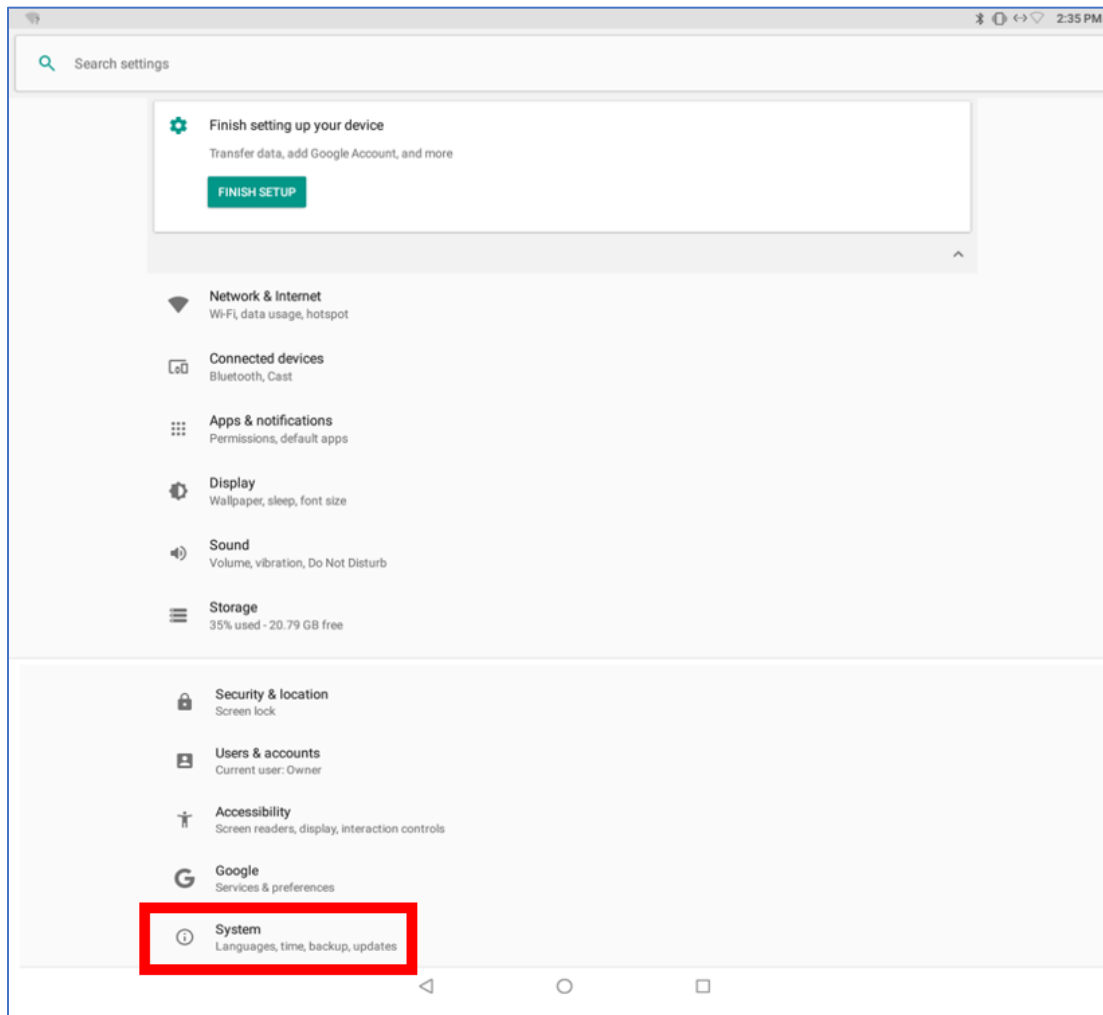 2:35 PM
Search settings
Finish setting up your device
Transfer data, add Google Account, and more
FINISH SETUP
Network & Internet
Wi-Fi, data usage, hotspot
Connected devices
Bluetooth, Cast
Apps & notifications
Permissions, default apps
Display
Wallpaper, sleep, font size
Sound
Volume, vibration, Do Not Disturb
Storage
35% used - 20.79 GB free
Security & location
Screen lock
Users & accounts
Current user: Owner
Accessibility
Screen readers, display, interaction controls
Google
Services & preferences
System
Languages, time, backup, updates